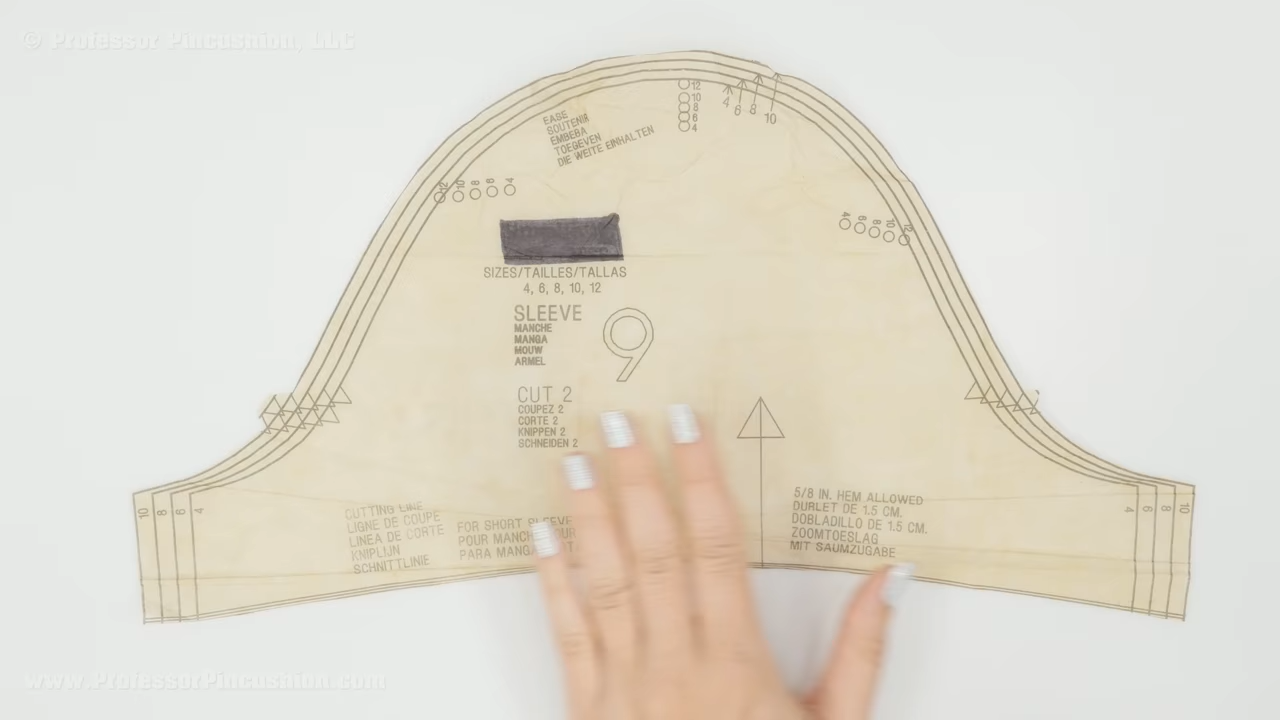 © Professor Pincushion, LLC
12
10
8
6
4
4
6
8
10
EASE
SOUTENIR
EMBEBA
TOEGEVEN
DIE WEITE EINHALTEN
12
10
8
6
4
4
6
8
10
12
SIZES/TAILLES/TALLAS
4, 6, 8, 10, 12
SLEEVE
MANCHE
MANGA
MOUW
ARMEL
9
CUT 2
COUPEZ 2
CORTE 2
KNIPPEN 2
SCHNEIDEN 2
10
8
6
4
CUTTING LINE
LIGNE DE COUPE
LINEA DE CORTE
KNIPLIJN
SCHNITTLINIE
FOR SHORT SLEEVE
POUR
PARA
5/8 IN. HEM ALLOWED
OURLET DE 1.5 CM.
DOBLADILLO DE 1.5 CM.
ZOOMTOESLAG
MIT SAUMZUGABE
4
6
8
10
www.ProfessorPincushion.com